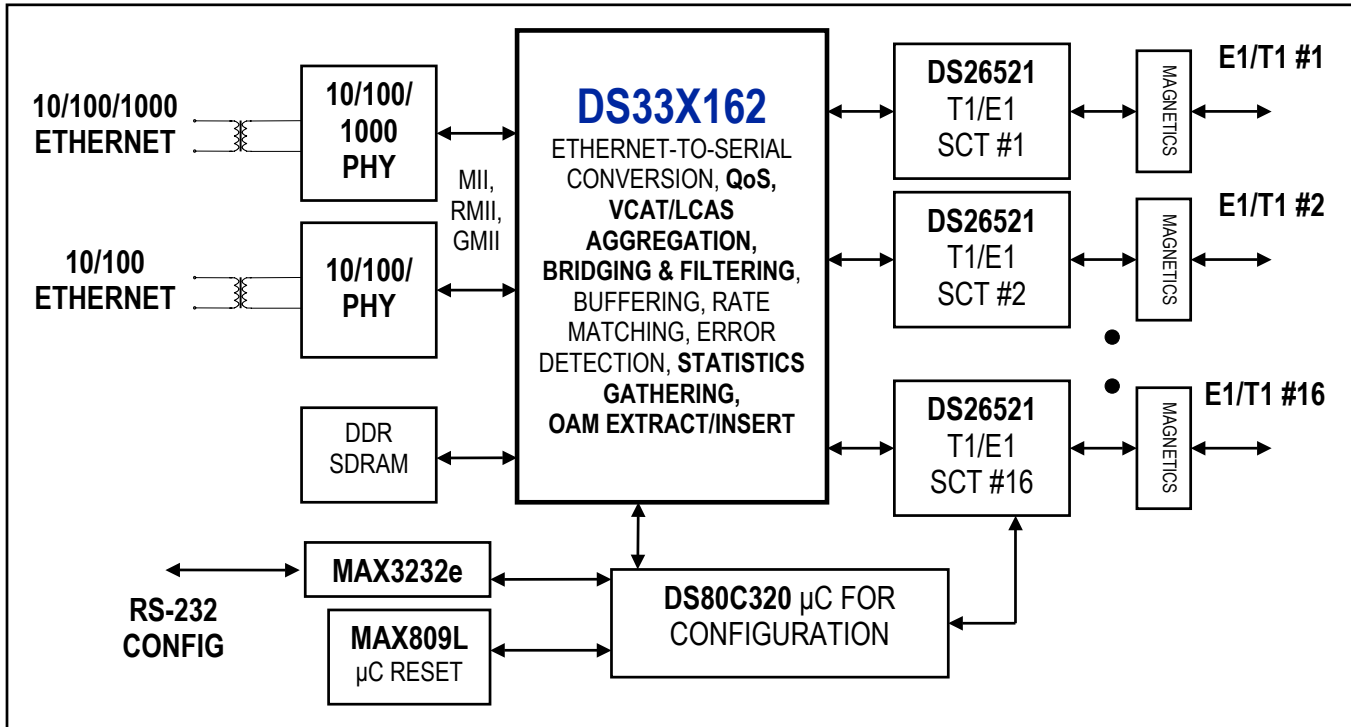 10/100/1000
ETHERNET
10/100/
1000
PHY
MII,
RMII,
GMII
10/100
ETHERNET
10/100/
PHY
DDR
SDRAM
DS33X162
ETHERNET-TO-SERIAL
CONVERSION, QoS,
VCAT/LCAS
AGGREGATION,
BRIDGING & FILTERING,
BUFFERING, RATE
MATCHING, ERROR
DETECTION, STATISTICS
GATHERING,
OAM EXTRACT/INSERT
DS26521
T1/E1
SCT #1
MAGNETICS
E1/T1 #1
DS26521
T1/E1
SCT #2
MAGNETICS
E1/T1 #2
DS26521
T1/E1
SCT #16
MAGNETICS
E1/T1 #16
RS-232
CONFIG
MAX3232e
MAX809L
µC RESET
DS80C320 µC FOR
CONFIGURATION